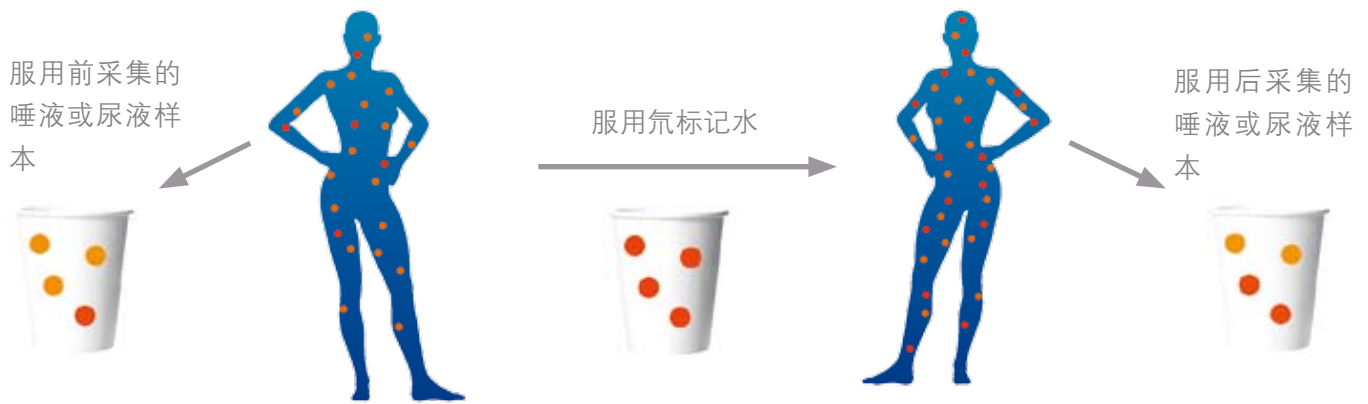 服用前采集的
唾液或尿液样
本
服用氘标记水
服用后采集的
唾液或尿液样
本